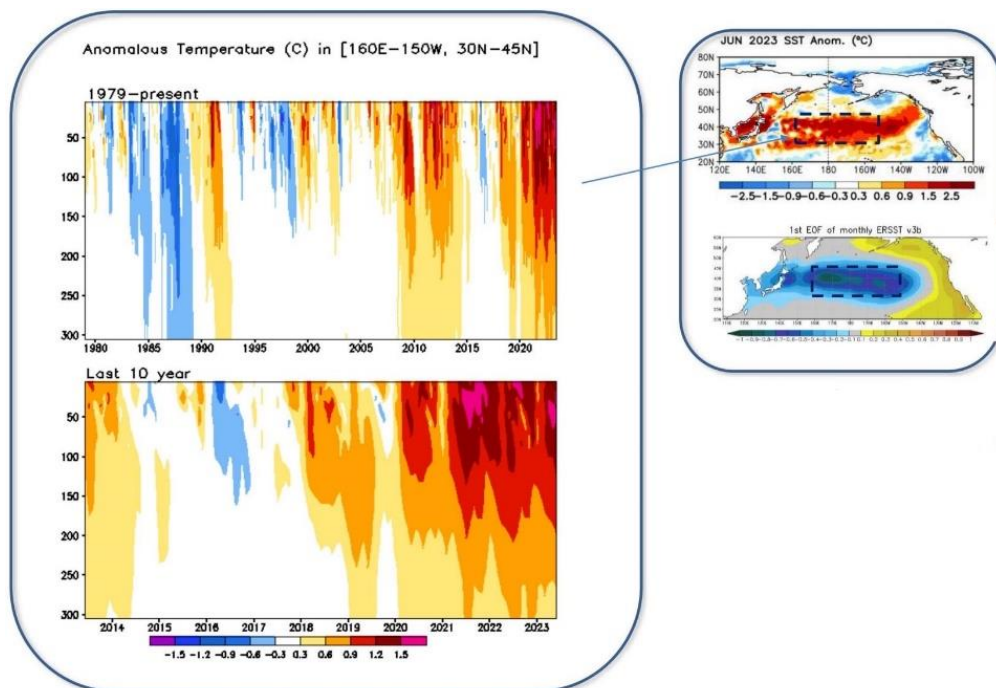 Anomalous Temperature (C) in [160E-150W, 30N-45N]
1979-present
50
100
150
200
250
300
1980 1985 1990 1995 2000 2005 2010 2015 2020
Last 10 year
50
100
150
200
250
300
2014 2015 2016 2017 2018 2019 2020 2021 2022 2023
-1.5 -1.2 -0.9 -0.6 -0.3 0.3 0.6 0.9 1.2 1.5
JUN 2023 SST Anom. (°C)
80N
70N
60N
50N
40N
30N
20N
120E 140E 160E 180 160W 140W 120W 100W
-2.5 -1.5 -0.9 -0.6 -0.3 0.3 0.6 0.9 1.5 2.5
1st EOF of monthly ERSST v3b